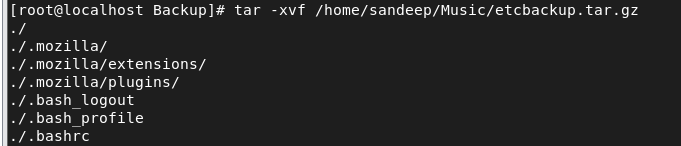 [root@localhost Backup]# tar -xvf /home/sandeep/Music/etcbackup.tar.gz
./
./.mozilla/
./.mozilla/extensions/
./.mozilla/plugins/
./.bash_logout
./.bash_profile
./.bashrc